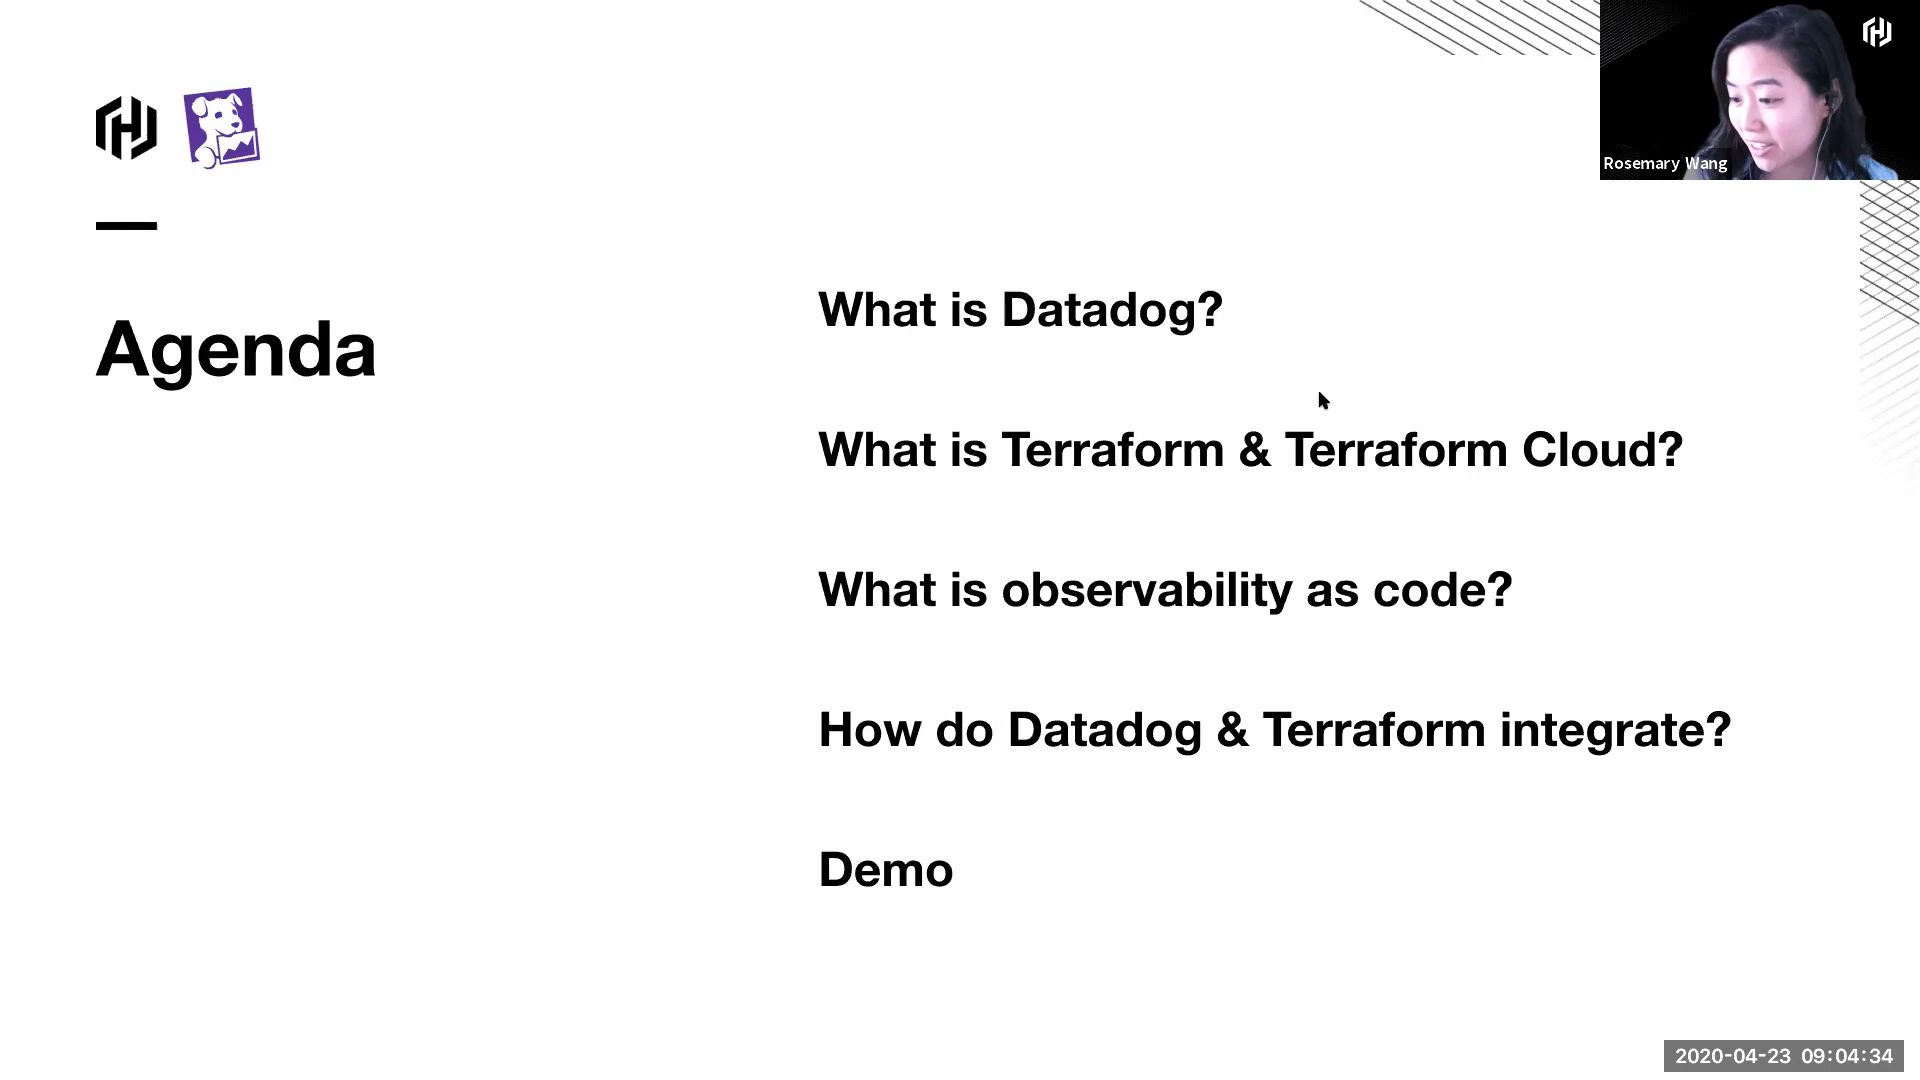 Rosemary Wang
Agenda
What is Datadog?
What is Terraform & Terraform Cloud?
What is observability as code?
How do Datadog & Terraform integrate?
Demo
2020-04-23 09:04:34